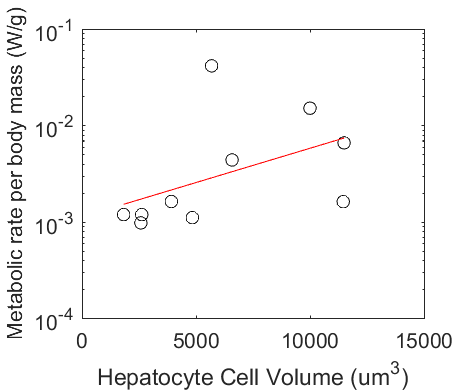 Metabolic rate per body mass (W/g)
10^-1
10^-2
10^-3
10^-4
0 5000 10000 15000
Hepatocyte Cell Volume (um^3)